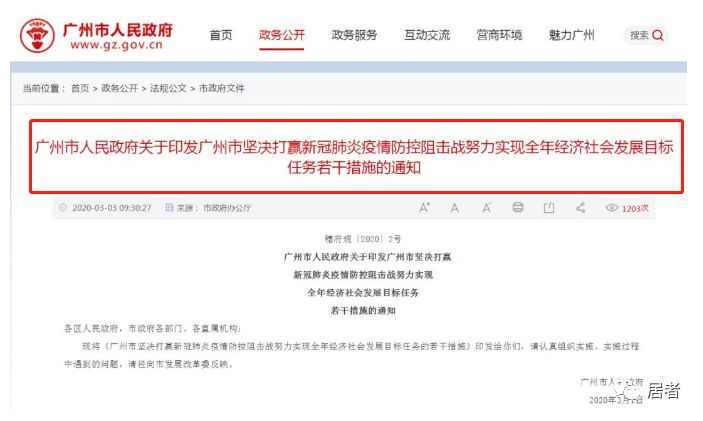 广州市人民政府
www.gz.gov.cn
首页 政务公开 政务服务 互动交流 营商环境 魅力广州 搜索
当前位置： 首页 > 政务公开 > 法规公文 > 市政府文件
广州市人民政府关于印发广州市坚决打赢新冠肺炎疫情防控阻击战努力实现全年经济社会发展目标
任务若干措施的通知
2020-03-03 09:30:27 来源： 市政府办公厅 A+ A A- 1203次
穗府规〔2020〕2号
广州市人民政府关于印发广州市坚决打赢
新冠肺炎疫情防控阻击战努力实现
全年经济社会发展目标任务
若干措施的通知
各区人民政府，市政府各部门、各直属机构：
现将《广州市坚决打赢新冠肺炎疫情防控阻击战努力实现全年经济社会发展目标任务的若干措施》印发给你们，请认真组织实施。实施过程
中遇到的问题，请径向市发展改革委反映。
广州市人民政府
2020年3月 日
居者